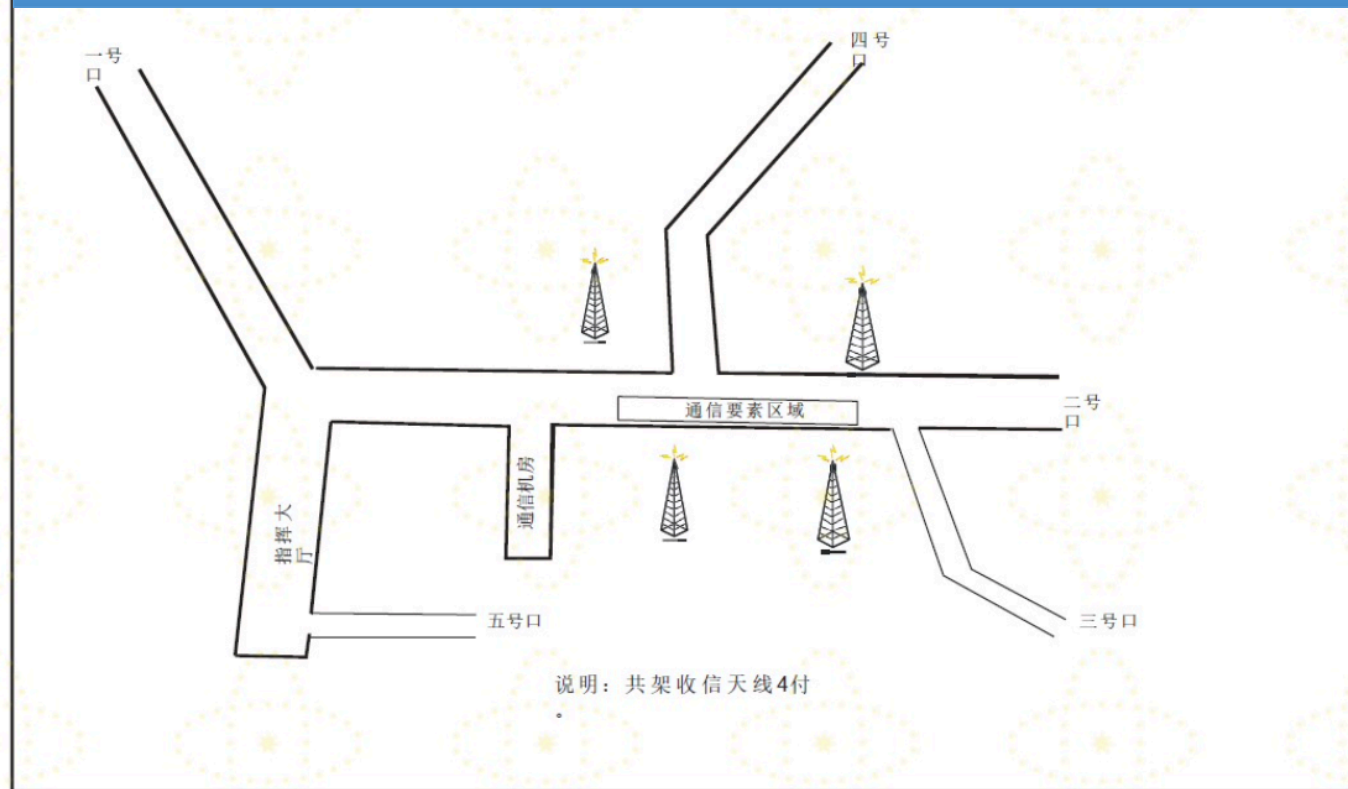 一号
口
四号
口
通信要素区域
二号
口
通信机房
指挥大
厅
五号口
三号口
说明：共架收信天线4付
。